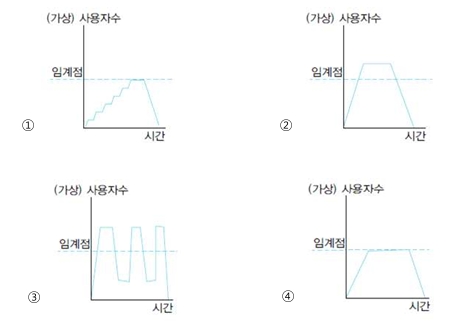 (가상) 사용자수
임계점
①
시간
(가상) 사용자수
임계점
②
시간
(가상) 사용자수
임계점
③
시간
(가상) 사용자수
임계점
④
시간